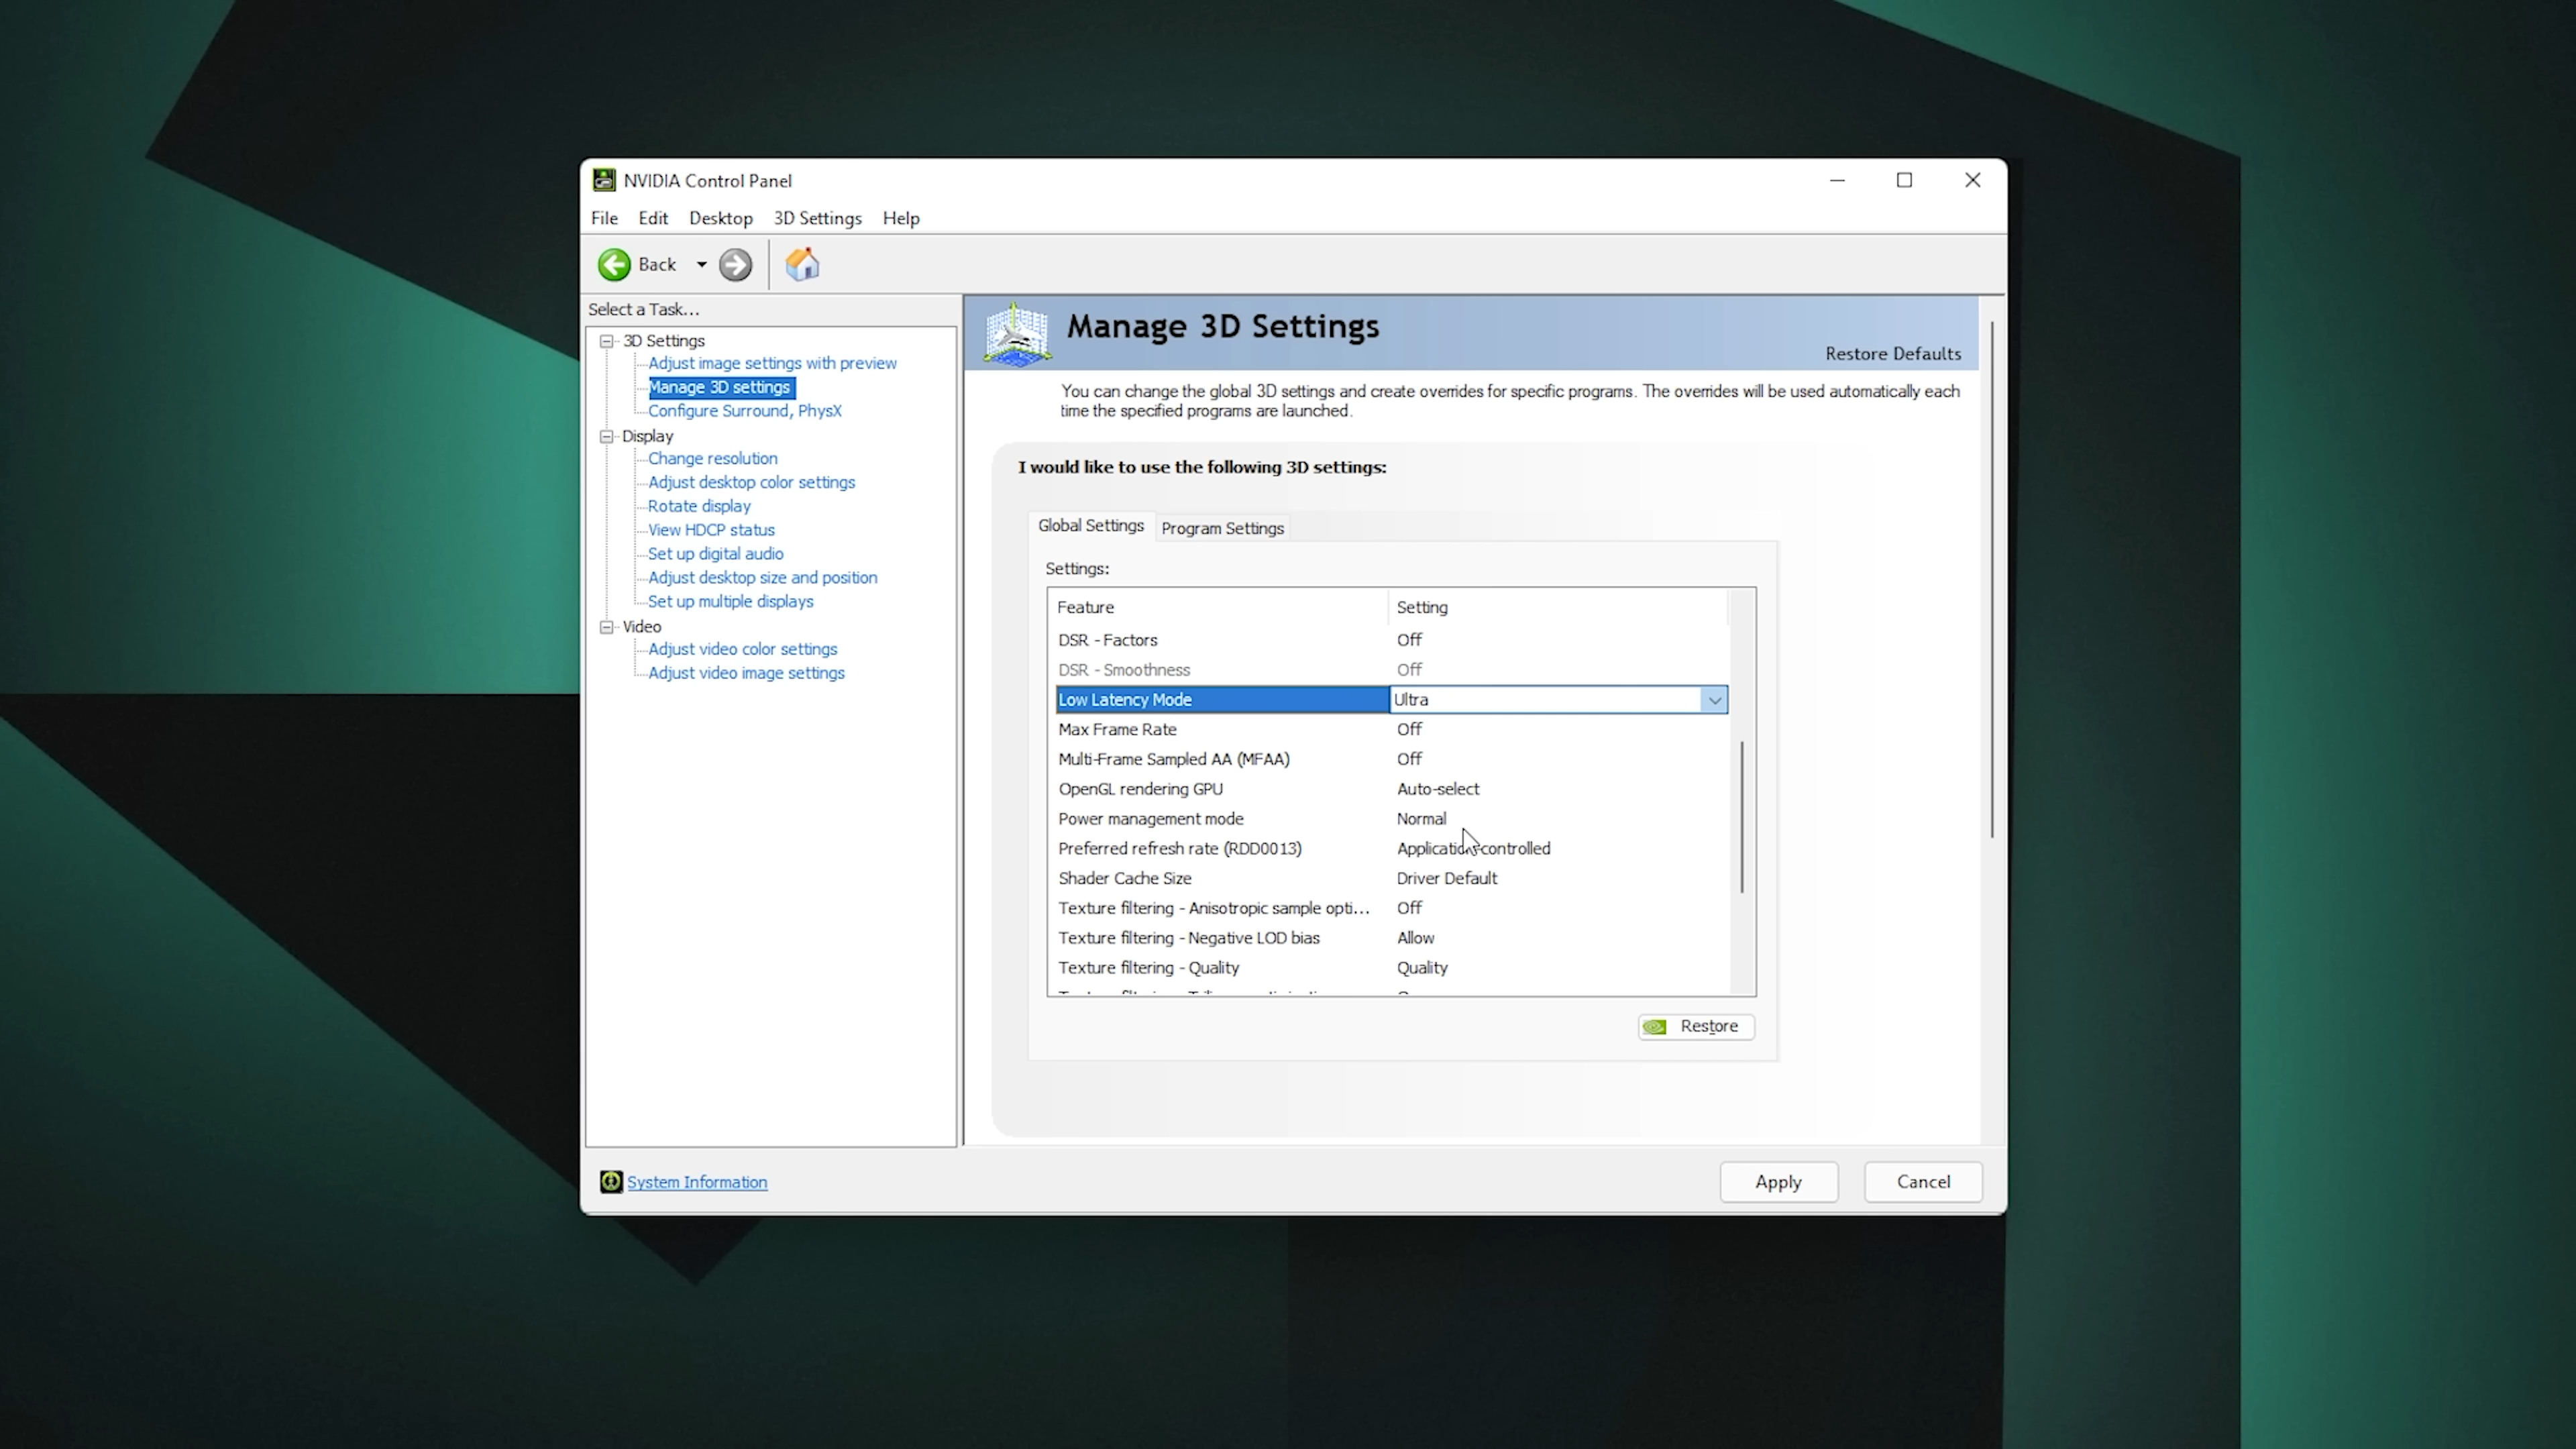 NVIDIA Control Panel
File Edit Desktop 3D Settings Help
Back
Select a Task...
3D Settings
Adjust image settings with preview
Manage 3D settings
Configure Surround, PhysX
Display
Change resolution
Adjust desktop color settings
Rotate display
View HDCP status
Set up digital audio
Adjust desktop size and position
Set up multiple displays
Video
Adjust video color settings
Adjust video image settings
System Information
Manage 3D Settings
Restore Defaults
You can change the global 3D settings and create overrides for specific programs. The overrides will be used automatically each
time the specified programs are launched.
I would like to use the following 3D settings:
Global Settings Program Settings
Settings:
Feature Setting
DSR - Factors Off
DSR - Smoothness Off
Low Latency Mode Ultra
Max Frame Rate Off
Multi-Frame Sampled AA (MFAA) Off
OpenGL rendering GPU Auto-select
Power management mode Normal
Preferred refresh rate (RDD0013) Application-controlled
Shader Cache Size Driver Default
Texture filtering - Anisotropic sample opti... Off
Texture filtering - Negative LOD bias Allow
Texture filtering - Quality Quality
Restore
Apply Cancel